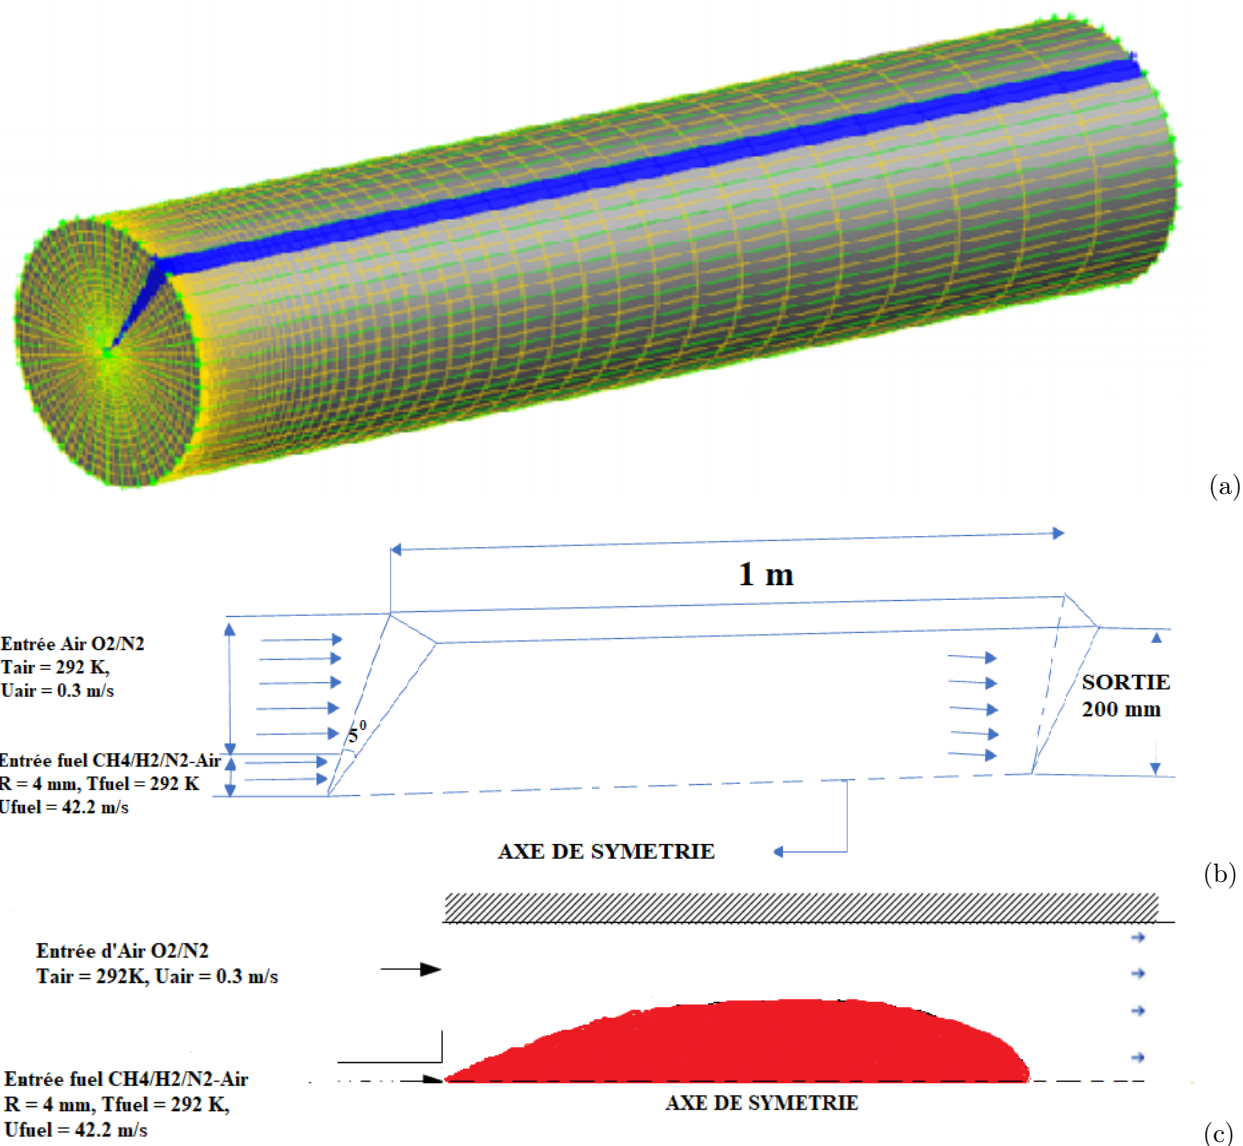 (a)
1 m
Entrée Air O2/N2
Tair = 292 K,
Uair = 0.3 m/s
SORTIE
200 mm
5⁰
Entrée fuel CH4/H2/N2-Air
R = 4 mm, Tfuel = 292 K
Ufuel = 42.2 m/s
AXE DE SYMETRIE
(b)
Entrée d'Air O2/N2
Tair = 292K, Uair = 0.3 m/s
Entrée fuel CH4/H2/N2-Air
R = 4 mm, Tfuel = 292 K,
Ufuel = 42.2 m/s
AXE DE SYMETRIE
(c)